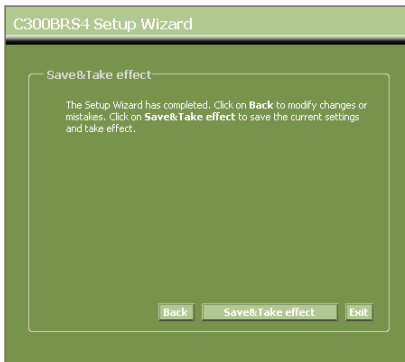 C300BRS4 Setup Wizard
Save&Take effect
The Setup Wizard has completed. Click on Back to modify changes or
mistakes. Click on Save&Take effect to save the current settings
and take effect.
Back Save&Take effect Exit